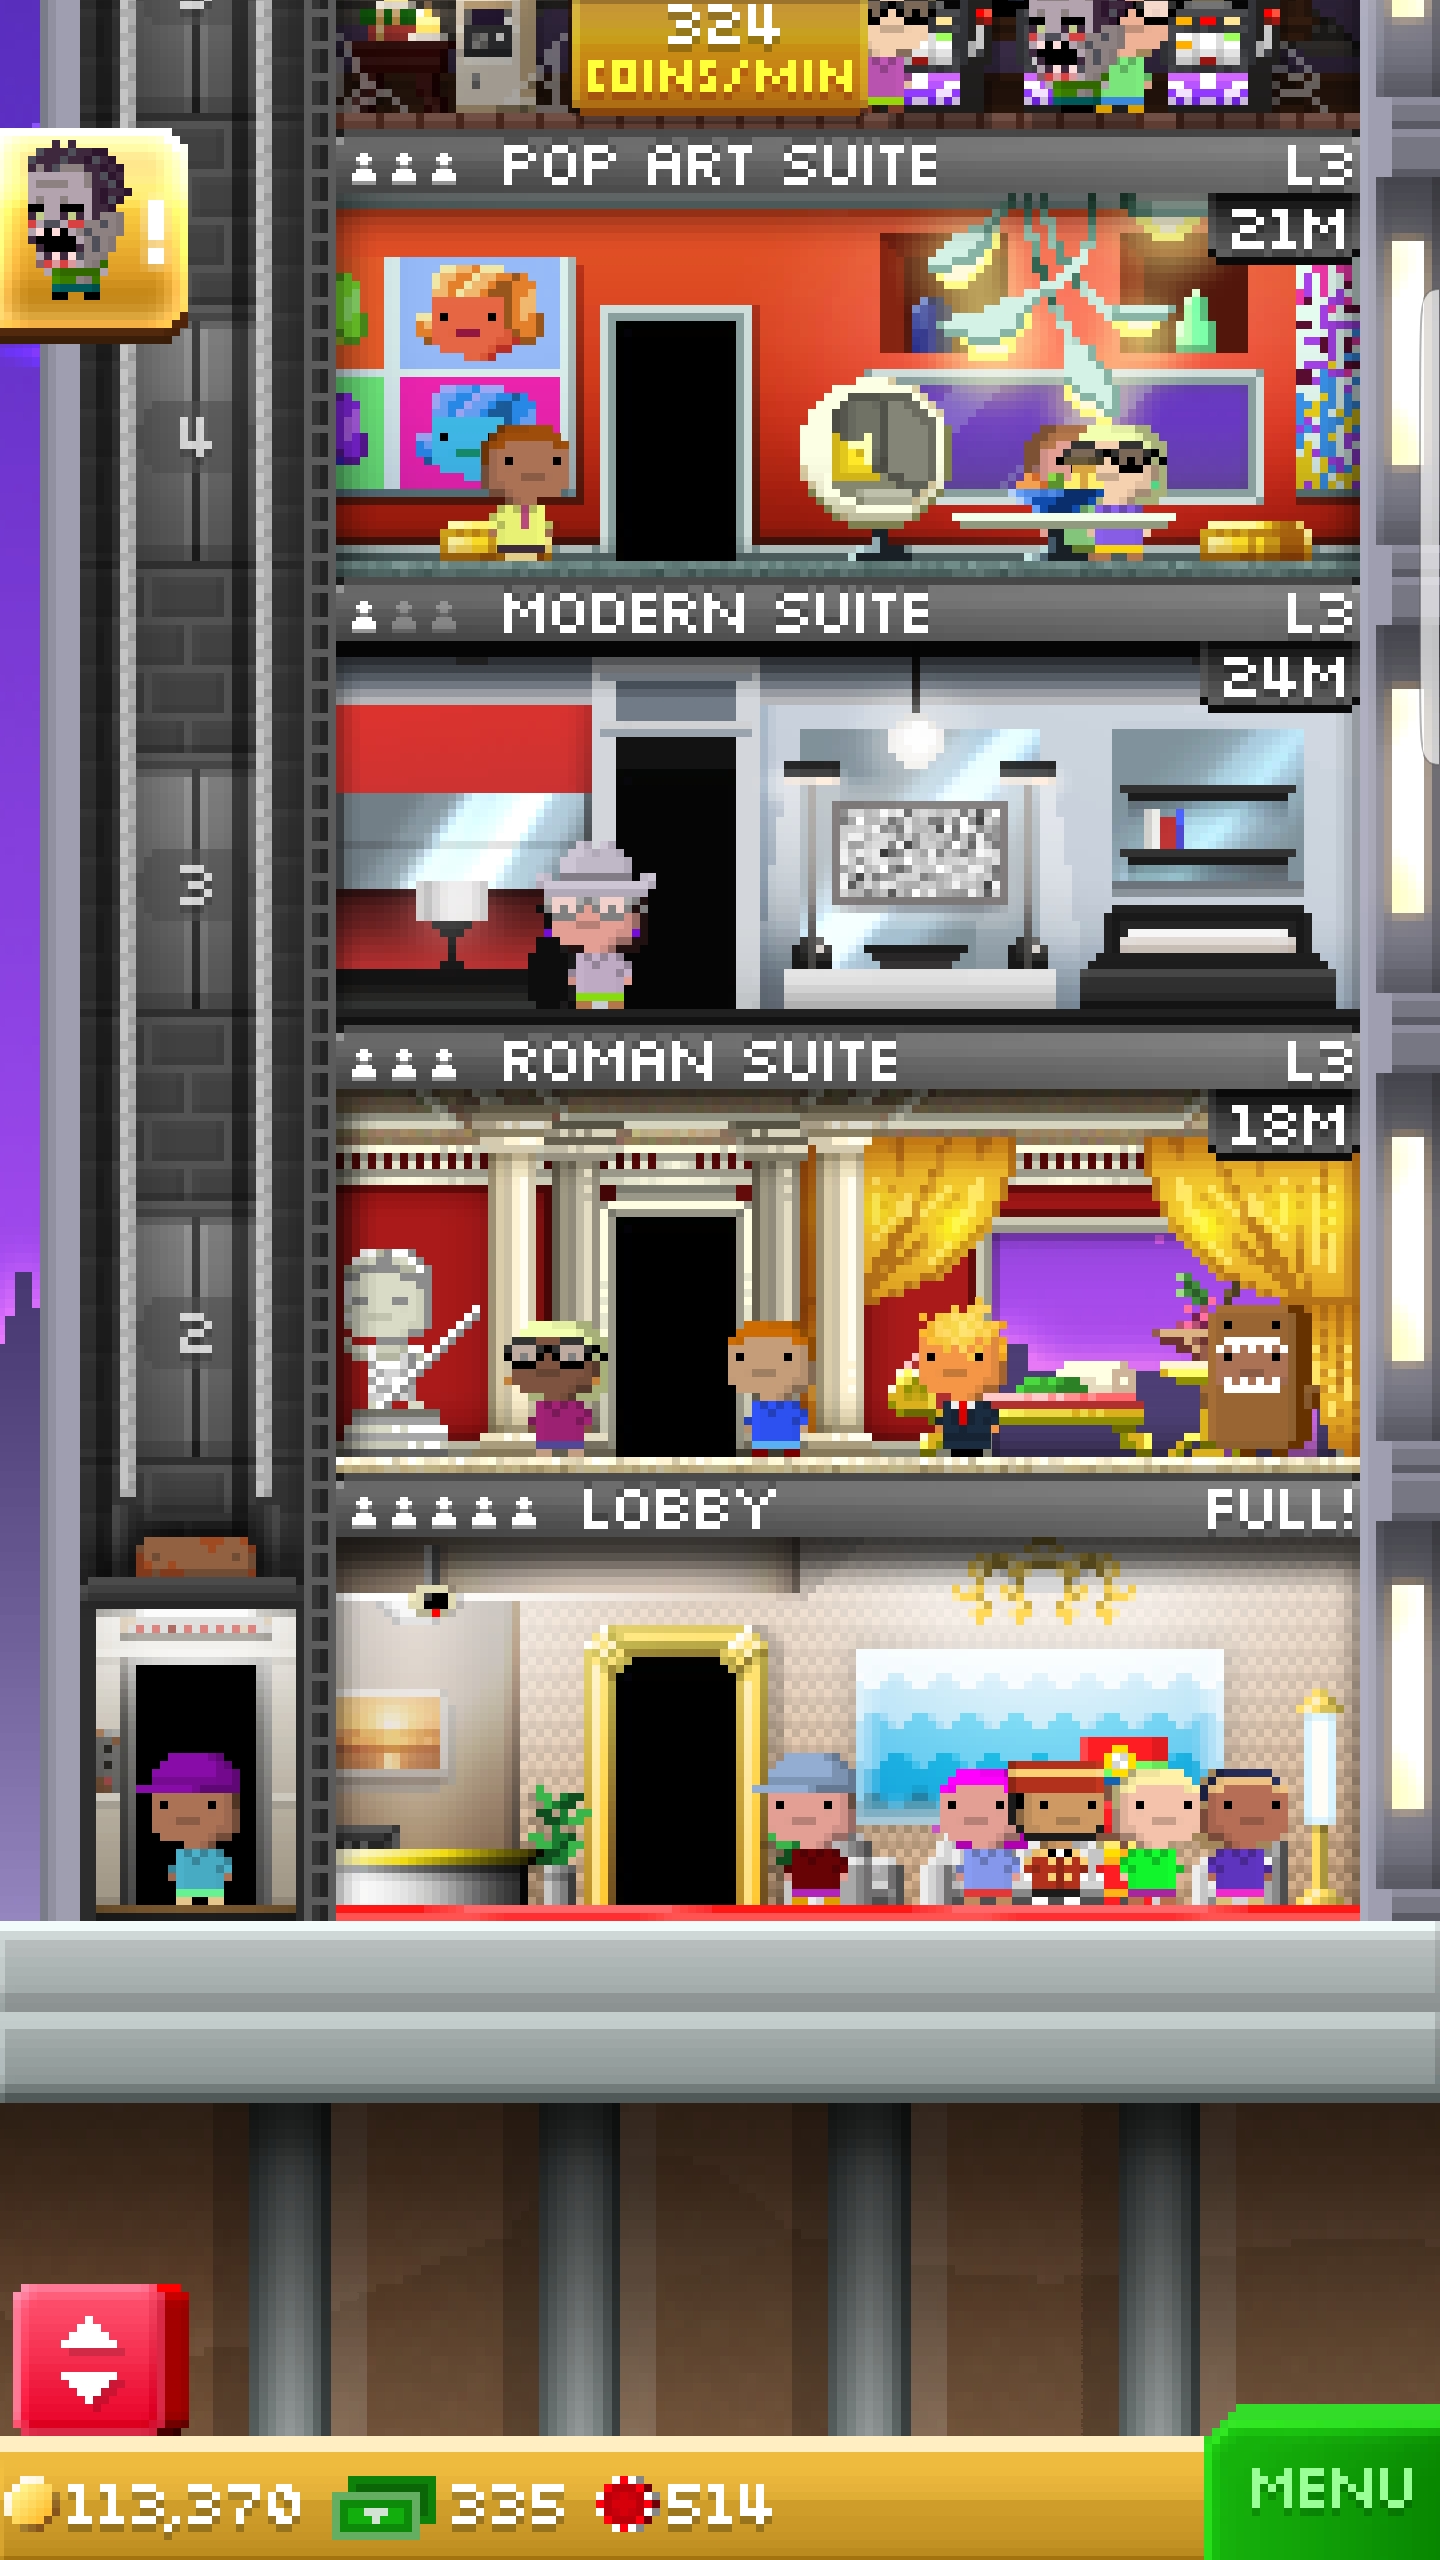 324
COINS/MIN
POP ART SUITE L3
21M
!
4
MODERN SUITE L3
24M
3
ROMAN SUITE L3
18M
2
LOBBY FULL!
113,370 335 514
MENU